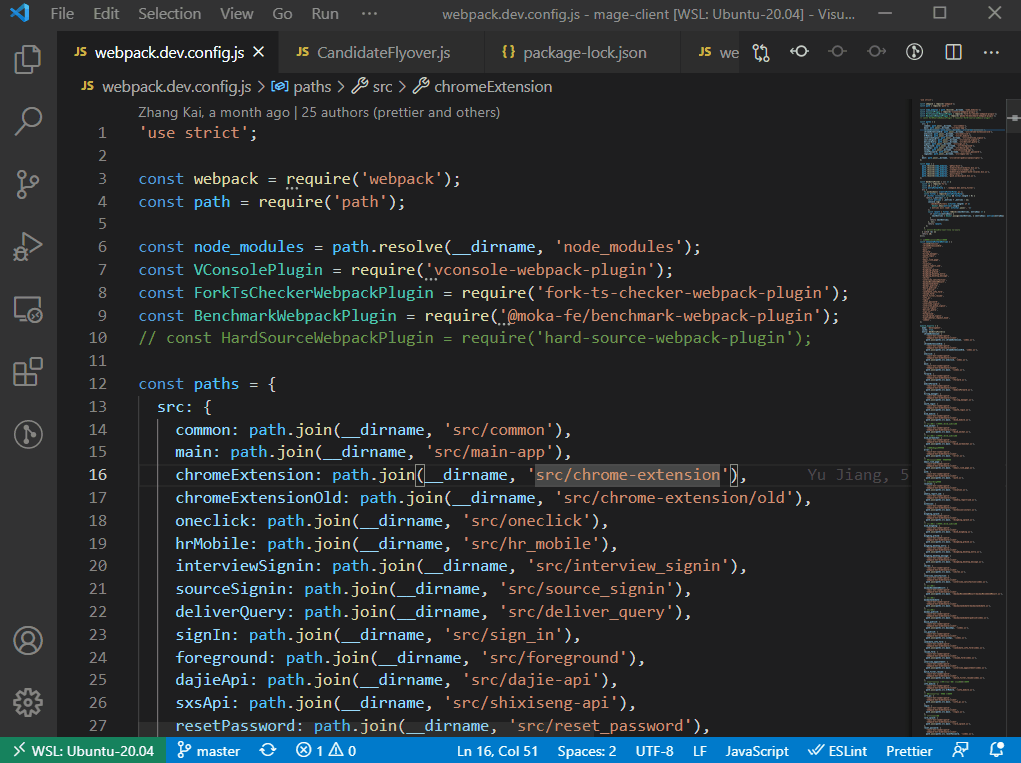 File Edit Selection View Go Run ··· webpack.dev.config.js - mage-client [WSL: Ubuntu-20.04] - Visu...
JS webpack.dev.config.js JS CandidateFlyover.js {} package-lock.json JS we
JS webpack.dev.config.js > paths > src > chromeExtension
Zhang Kai, a month ago | 25 authors (prettier and others)
1 'use strict';
2
3 const webpack = require('webpack');
4 const path = require('path');
5
6 const node_modules = path.resolve(__dirname, 'node_modules');
7 const VConsolePlugin = require('vconsole-webpack-plugin');
8 const ForkTsCheckerWebpackPlugin = require('fork-ts-checker-webpack-plugin');
9 const BenchmarkWebpackPlugin = require('@moka-fe/benchmark-webpack-plugin');
10 // const HardSourceWebpackPlugin = require('hard-source-webpack-plugin');
11
12 const paths = {
13 src: {
14 common: path.join(__dirname, 'src/common'),
15 main: path.join(__dirname, 'src/main-app'),
16 chromeExtension: path.join(__dirname, 'src/chrome-extension'), Yu Jiang, 5
17 chromeExtensionOld: path.join(__dirname, 'src/chrome-extension/old'),
18 oneclick: path.join(__dirname, 'src/oneclick'),
19 hrMobile: path.join(__dirname, 'src/hr_mobile'),
20 interviewSignin: path.join(__dirname, 'src/interview_signin'),
21 sourceSignin: path.join(__dirname, 'src/source_signin'),
22 deliverQuery: path.join(__dirname, 'src/deliver_query'),
23 signIn: path.join(__dirname, 'src/sign_in'),
24 foreground: path.join(__dirname, 'src/foreground'),
25 dajieApi: path.join(__dirname, 'src/dajie-api'),
26 sxsApi: path.join(__dirname, 'src/shixiseng-api'),
27 resetPassword: path.join(__dirname, 'src/reset_password'),
WSL: Ubuntu-20.04 master 1 0 Ln 16, Col 51 Spaces: 2 UTF-8 LF JavaScript ESLint Prettier